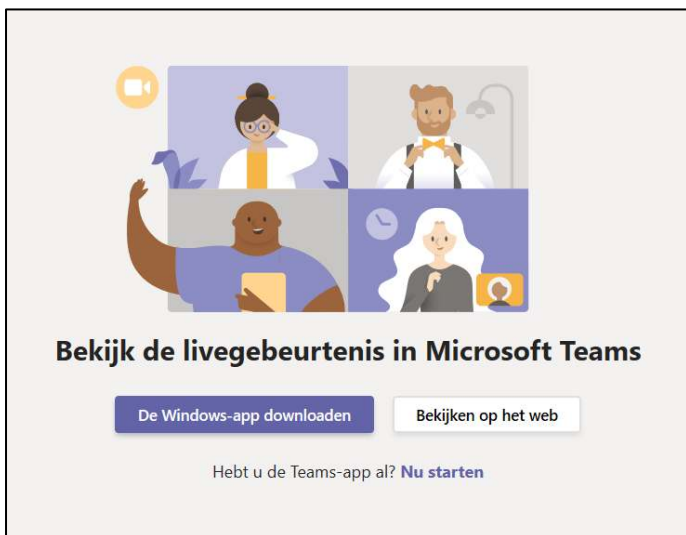 Bekijk de livegebeurtenis in Microsoft Teams
De Windows-app downloaden
Bekijken op het web
Hebt u de Teams-app al? Nu starten